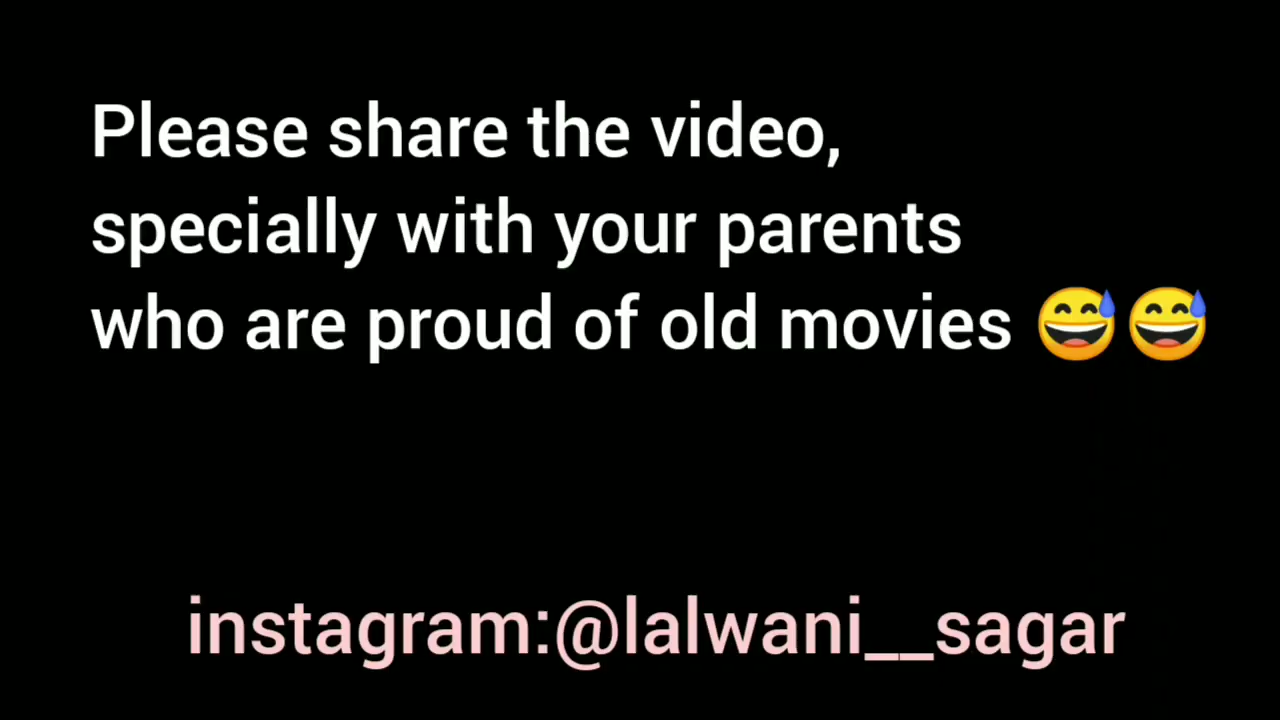 Please share the video,
specially with your parents
who are proud of old movies 😅😅
instagram:@lalwani__sagar